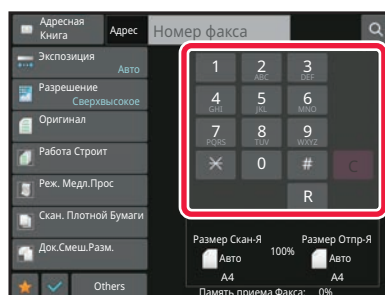 Адресная
Книга
Адрес
Номер факса
Экспозиция
Авто
Разрешение
Сверхвысокое
Оригинал
Работа Строит
Реж. Медл.Прос
Скан. Плотной Бумаги
Док.Смеш.Разм.
Others
1
2
ABC
3
DEF
4
GHI
5
JKL
6
MNO
7
PQRS
8
TUV
9
WXYZ
0
#
C
R
Размер Скан-Я
Размер Отпр-Я
Авто
100%
Авто
A4
A4
Память приема Факса: 0%